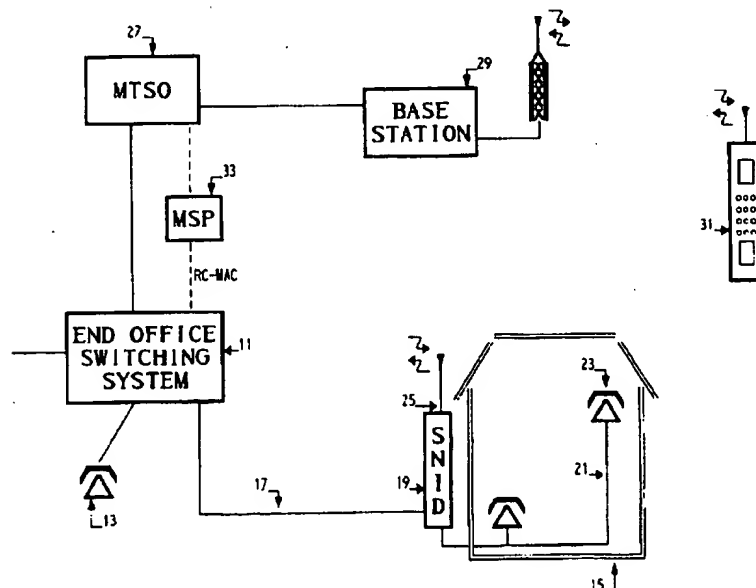 27
MTSO
29
BASE
STATION
33
MSP
31
RC-MAC
END OFFICE
SWITCHING
SYSTEM
11
25
23
SNID
19
21
17
13
15